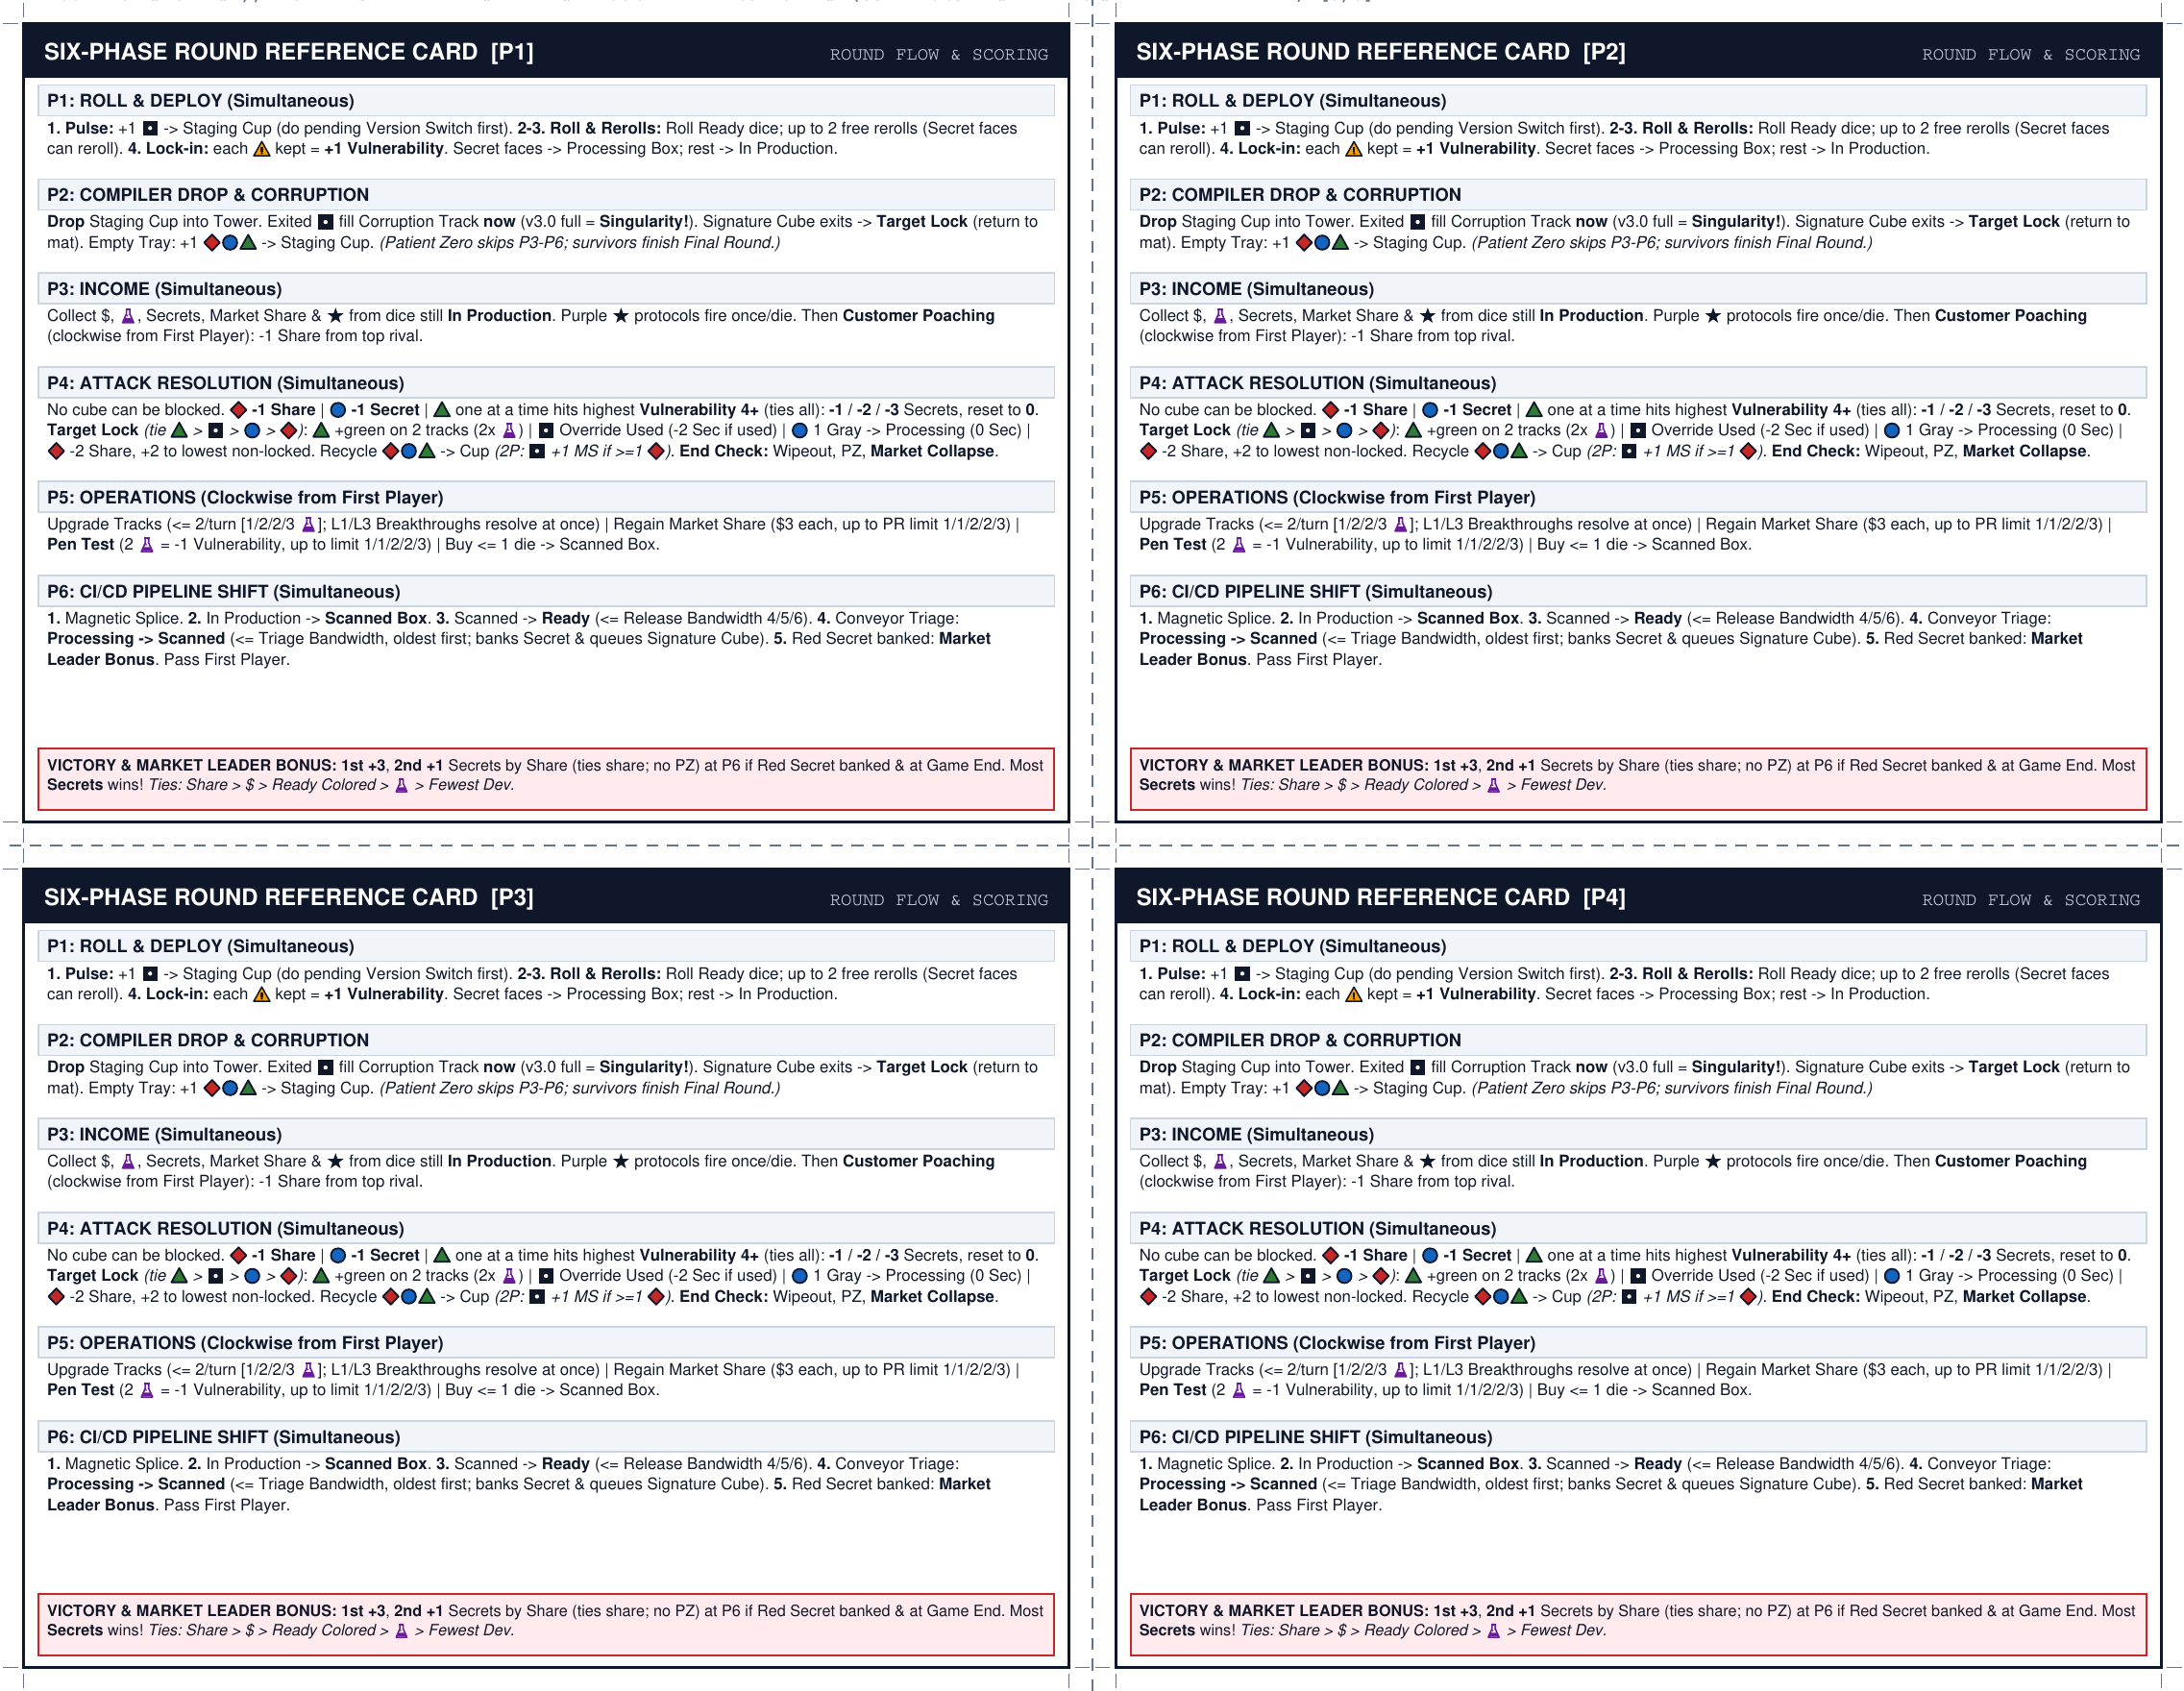 SIX-PHASE ROUND REFERENCE CARD [P1]
ROUND FLOW & SCORING
P1: ROLL & DEPLOY (Simultaneous)
1. Pulse: +1 -> Staging Cup (do pending Version Switch first). 2-3. Roll & Rerolls: Roll Ready dice; up to 2 free rerolls (Secret faces
can reroll). 4. Lock-in: each kept = +1 Vulnerability. Secret faces -> Processing Box; rest -> In Production.
P2: COMPILER DROP & CORRUPTION
Drop Staging Cup into Tower. Exited fill Corruption Track now (v3.0 full = Singularity!). Signature Cube exits -> Target Lock (return to
mat). Empty Tray: +1 -> Staging Cup. (Patient Zero skips P3-P6; survivors finish Final Round.)
P3: INCOME (Simultaneous)
Collect $, , Secrets, Market Share & ★ from dice still In Production. Purple ★ protocols fire once/die. Then Customer Poaching
(clockwise from First Player): -1 Share from top rival.
P4: ATTACK RESOLUTION (Simultaneous)
No cube can be blocked. -1 Share | -1 Secret | one at a time hits highest Vulnerability 4+ (ties all): -1 / -2 / -3 Secrets, reset to 0.
Target Lock (tie > > > ): +green on 2 tracks (2x ) | Override Used (-2 Sec if used) | 1 Gray -> Processing (0 Sec) |
-2 Share, +2 to lowest non-locked. Recycle -> Cup (2P: +1 MS if >=1 ). End Check: Wipeout, PZ, Market Collapse.
P5: OPERATIONS (Clockwise from First Player)
Upgrade Tracks (<= 2/turn [1/2/2/3 ]; L1/L3 Breakthroughs resolve at once) | Regain Market Share ($3 each, up to PR limit 1/1/2/2/3) |
Pen Test (2 = -1 Vulnerability, up to limit 1/1/2/2/3) | Buy <= 1 die -> Scanned Box.
P6: CI/CD PIPELINE SHIFT (Simultaneous)
1. Magnetic Splice. 2. In Production -> Scanned Box. 3. Scanned -> Ready (<= Release Bandwidth 4/5/6). 4. Conveyor Triage:
Processing -> Scanned (<= Triage Bandwidth, oldest first; banks Secret & queues Signature Cube). 5. Red Secret banked: Market
Leader Bonus. Pass First Player.
VICTORY & MARKET LEADER BONUS: 1st +3, 2nd +1 Secrets by Share (ties share; no PZ) at P6 if Red Secret banked & at Game End. Most
Secrets wins! Ties: Share > $ > Ready Colored > > Fewest Dev.
SIX-PHASE ROUND REFERENCE CARD [P2]
ROUND FLOW & SCORING
P1: ROLL & DEPLOY (Simultaneous)
1. Pulse: +1 -> Staging Cup (do pending Version Switch first). 2-3. Roll & Rerolls: Roll Ready dice; up to 2 free rerolls (Secret faces
can reroll). 4. Lock-in: each kept = +1 Vulnerability. Secret faces -> Processing Box; rest -> In Production.
P2: COMPILER DROP & CORRUPTION
Drop Staging Cup into Tower. Exited fill Corruption Track now (v3.0 full = Singularity!). Signature Cube exits -> Target Lock (return to
mat). Empty Tray: +1 -> Staging Cup. (Patient Zero skips P3-P6; survivors finish Final Round.)
P3: INCOME (Simultaneous)
Collect $, , Secrets, Market Share & ★ from dice still In Production. Purple ★ protocols fire once/die. Then Customer Poaching
(clockwise from First Player): -1 Share from top rival.
P4: ATTACK RESOLUTION (Simultaneous)
No cube can be blocked. -1 Share | -1 Secret | one at a time hits highest Vulnerability 4+ (ties all): -1 / -2 / -3 Secrets, reset to 0.
Target Lock (tie > > > ): +green on 2 tracks (2x ) | Override Used (-2 Sec if used) | 1 Gray -> Processing (0 Sec) |
-2 Share, +2 to lowest non-locked. Recycle -> Cup (2P: +1 MS if >=1 ). End Check: Wipeout, PZ, Market Collapse.
P5: OPERATIONS (Clockwise from First Player)
Upgrade Tracks (<= 2/turn [1/2/2/3 ]; L1/L3 Breakthroughs resolve at once) | Regain Market Share ($3 each, up to PR limit 1/1/2/2/3) |
Pen Test (2 = -1 Vulnerability, up to limit 1/1/2/2/3) | Buy <= 1 die -> Scanned Box.
P6: CI/CD PIPELINE SHIFT (Simultaneous)
1. Magnetic Splice. 2. In Production -> Scanned Box. 3. Scanned -> Ready (<= Release Bandwidth 4/5/6). 4. Conveyor Triage:
Processing -> Scanned (<= Triage Bandwidth, oldest first; banks Secret & queues Signature Cube). 5. Red Secret banked: Market
Leader Bonus. Pass First Player.
VICTORY & MARKET LEADER BONUS: 1st +3, 2nd +1 Secrets by Share (ties share; no PZ) at P6 if Red Secret banked & at Game End. Most
Secrets wins! Ties: Share > $ > Ready Colored > > Fewest Dev.
SIX-PHASE ROUND REFERENCE CARD [P3]
ROUND FLOW & SCORING
P1: ROLL & DEPLOY (Simultaneous)
1. Pulse: +1 -> Staging Cup (do pending Version Switch first). 2-3. Roll & Rerolls: Roll Ready dice; up to 2 free rerolls (Secret faces
can reroll). 4. Lock-in: each kept = +1 Vulnerability. Secret faces -> Processing Box; rest -> In Production.
P2: COMPILER DROP & CORRUPTION
Drop Staging Cup into Tower. Exited fill Corruption Track now (v3.0 full = Singularity!). Signature Cube exits -> Target Lock (return to
mat). Empty Tray: +1 -> Staging Cup. (Patient Zero skips P3-P6; survivors finish Final Round.)
P3: INCOME (Simultaneous)
Collect $, , Secrets, Market Share & ★ from dice still In Production. Purple ★ protocols fire once/die. Then Customer Poaching
(clockwise from First Player): -1 Share from top rival.
P4: ATTACK RESOLUTION (Simultaneous)
No cube can be blocked. -1 Share | -1 Secret | one at a time hits highest Vulnerability 4+ (ties all): -1 / -2 / -3 Secrets, reset to 0.
Target Lock (tie > > > ): +green on 2 tracks (2x ) | Override Used (-2 Sec if used) | 1 Gray -> Processing (0 Sec) |
-2 Share, +2 to lowest non-locked. Recycle -> Cup (2P: +1 MS if >=1 ). End Check: Wipeout, PZ, Market Collapse.
P5: OPERATIONS (Clockwise from First Player)
Upgrade Tracks (<= 2/turn [1/2/2/3 ]; L1/L3 Breakthroughs resolve at once) | Regain Market Share ($3 each, up to PR limit 1/1/2/2/3) |
Pen Test (2 = -1 Vulnerability, up to limit 1/1/2/2/3) | Buy <= 1 die -> Scanned Box.
P6: CI/CD PIPELINE SHIFT (Simultaneous)
1. Magnetic Splice. 2. In Production -> Scanned Box. 3. Scanned -> Ready (<= Release Bandwidth 4/5/6). 4. Conveyor Triage:
Processing -> Scanned (<= Triage Bandwidth, oldest first; banks Secret & queues Signature Cube). 5. Red Secret banked: Market
Leader Bonus. Pass First Player.
VICTORY & MARKET LEADER BONUS: 1st +3, 2nd +1 Secrets by Share (ties share; no PZ) at P6 if Red Secret banked & at Game End. Most
Secrets wins! Ties: Share > $ > Ready Colored > > Fewest Dev.
SIX-PHASE ROUND REFERENCE CARD [P4]
ROUND FLOW & SCORING
P1: ROLL & DEPLOY (Simultaneous)
1. Pulse: +1 -> Staging Cup (do pending Version Switch first). 2-3. Roll & Rerolls: Roll Ready dice; up to 2 free rerolls (Secret faces
can reroll). 4. Lock-in: each kept = +1 Vulnerability. Secret faces -> Processing Box; rest -> In Production.
P2: COMPILER DROP & CORRUPTION
Drop Staging Cup into Tower. Exited fill Corruption Track now (v3.0 full = Singularity!). Signature Cube exits -> Target Lock (return to
mat). Empty Tray: +1 -> Staging Cup. (Patient Zero skips P3-P6; survivors finish Final Round.)
P3: INCOME (Simultaneous)
Collect $, , Secrets, Market Share & ★ from dice still In Production. Purple ★ protocols fire once/die. Then Customer Poaching
(clockwise from First Player): -1 Share from top rival.
P4: ATTACK RESOLUTION (Simultaneous)
No cube can be blocked. -1 Share | -1 Secret | one at a time hits highest Vulnerability 4+ (ties all): -1 / -2 / -3 Secrets, reset to 0.
Target Lock (tie > > > ): +green on 2 tracks (2x ) | Override Used (-2 Sec if used) | 1 Gray -> Processing (0 Sec) |
-2 Share, +2 to lowest non-locked. Recycle -> Cup (2P: +1 MS if >=1 ). End Check: Wipeout, PZ, Market Collapse.
P5: OPERATIONS (Clockwise from First Player)
Upgrade Tracks (<= 2/turn [1/2/2/3 ]; L1/L3 Breakthroughs resolve at once) | Regain Market Share ($3 each, up to PR limit 1/1/2/2/3) |
Pen Test (2 = -1 Vulnerability, up to limit 1/1/2/2/3) | Buy <= 1 die -> Scanned Box.
P6: CI/CD PIPELINE SHIFT (Simultaneous)
1. Magnetic Splice. 2. In Production -> Scanned Box. 3. Scanned -> Ready (<= Release Bandwidth 4/5/6). 4. Conveyor Triage:
Processing -> Scanned (<= Triage Bandwidth, oldest first; banks Secret & queues Signature Cube). 5. Red Secret banked: Market
Leader Bonus. Pass First Player.
VICTORY & MARKET LEADER BONUS: 1st +3, 2nd +1 Secrets by Share (ties share; no PZ) at P6 if Red Secret banked & at Game End. Most
Secrets wins! Ties: Share > $ > Ready Colored > > Fewest Dev.